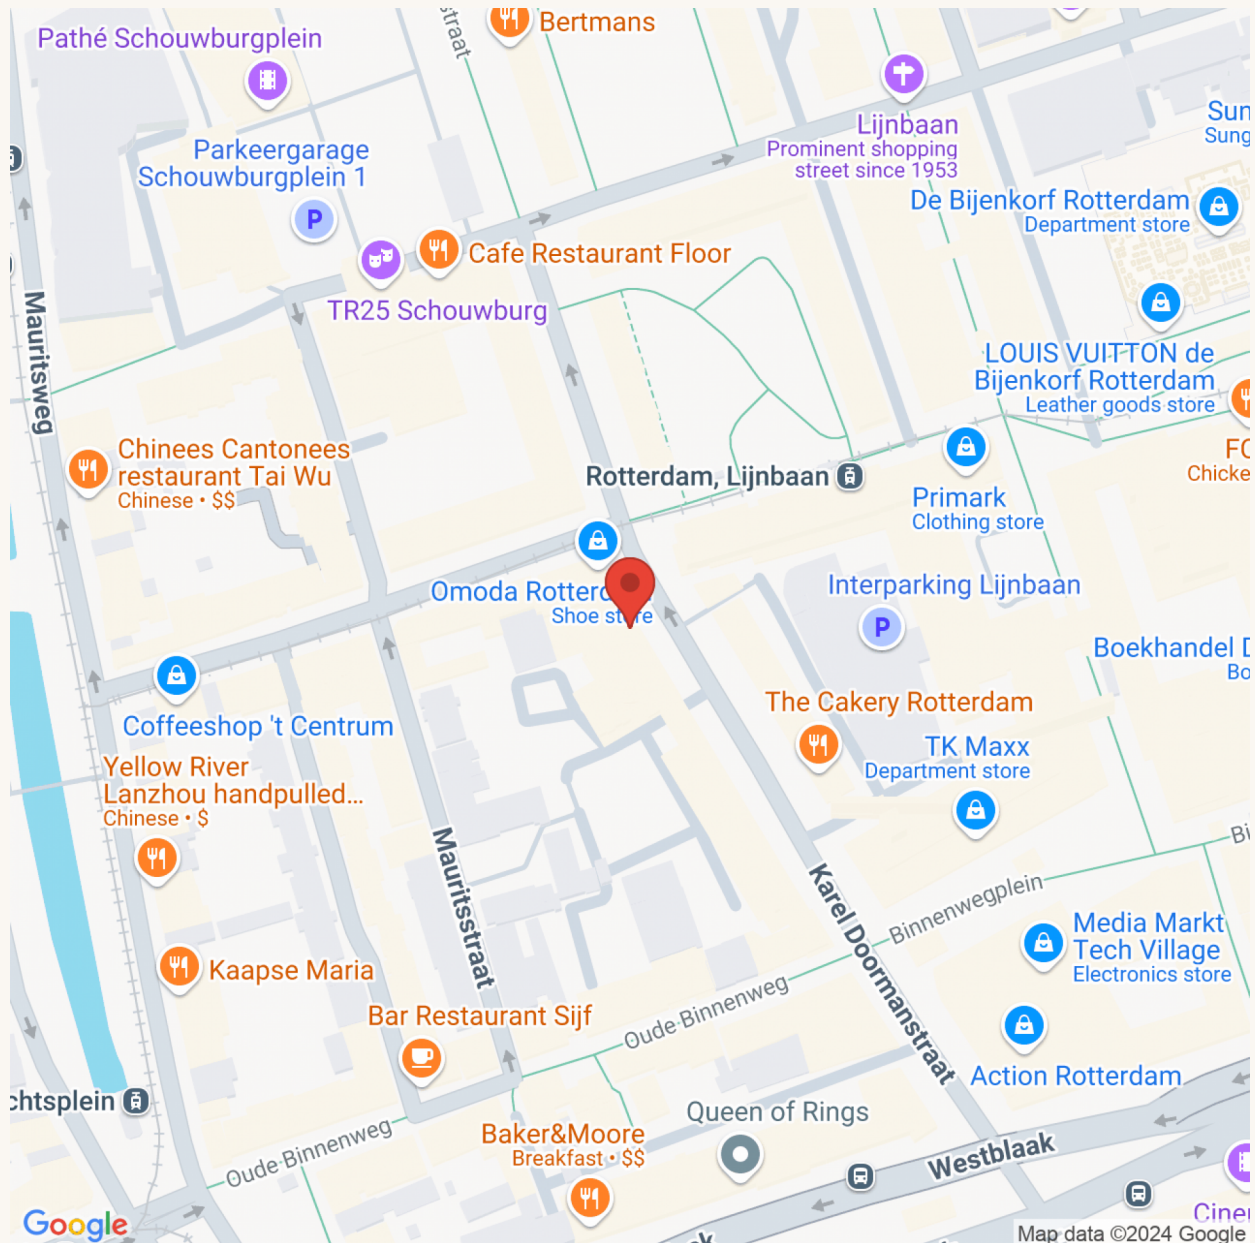 Pathé Schouwburgplein
straat
Bertmans
Lijnbaan
Prominent shopping
street since 1953
Parkeergarage
Schouwburgplein 1
P
De Bijenkorf Rotterdam
Department store
Cafe Restaurant Floor
TR25 Schouwburg
Mauritsweg
LOUIS VUITTON de
Bijenkorf Rotterdam
Leather goods store
Chinees Cantonees
restaurant Tai Wu
Chinese • $$
Rotterdam, Lijnbaan
Primark
Clothing store
Omoda
Shoe store
Interparking Lijnbaan
P
Boekhandel
Coffeeshop 't Centrum
The Cakery Rotterdam
TK Maxx
Department store
Yellow River
Lanzhou handpulled...
Chinese • $
Mauritsstraat
Karel Doormanstraat
Binnenwegplein
Media Markt
Tech Village
Electronics store
Kaapse Maria
Bar Restaurant Sijf
Oude Binnenweg
Action Rotterdam
Queen of Rings
Baker&Moore
Breakfast • $$
Oude Binnenweg
Westblaak
Google
Map data ©2024 Google